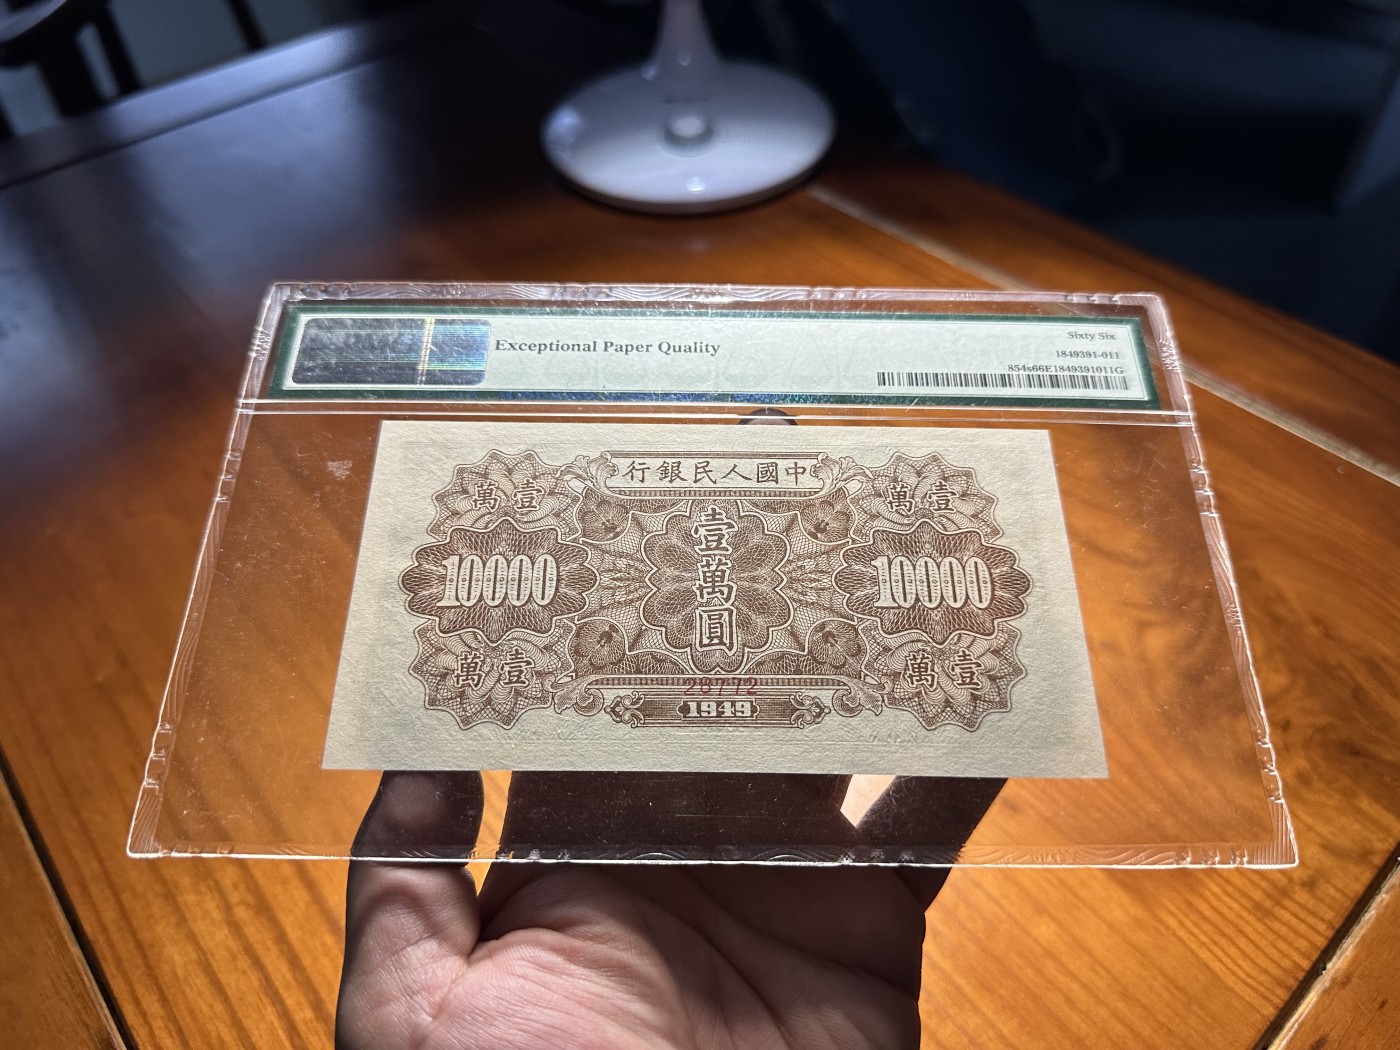 Exceptional Paper Quality
Sixty Six
1849391-011
854s66E1849391011G
行銀民人國中
萬壹
萬壹
10000
壹萬圓
10000
萬壹
萬壹
28772
1949